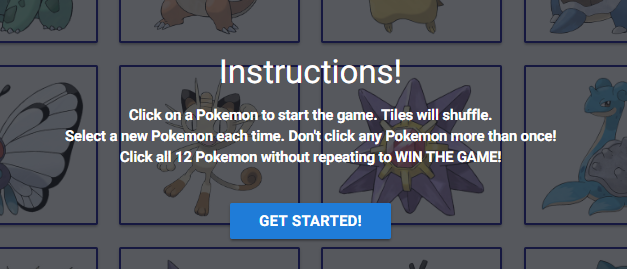 Instructions!
Click on a Pokemon to start the game. Tiles will shuffle.
Select a new Pokemon each time. Don't click any Pokemon more than once!
Click all 12 Pokemon without repeating to WIN THE GAME!
GET STARTED!